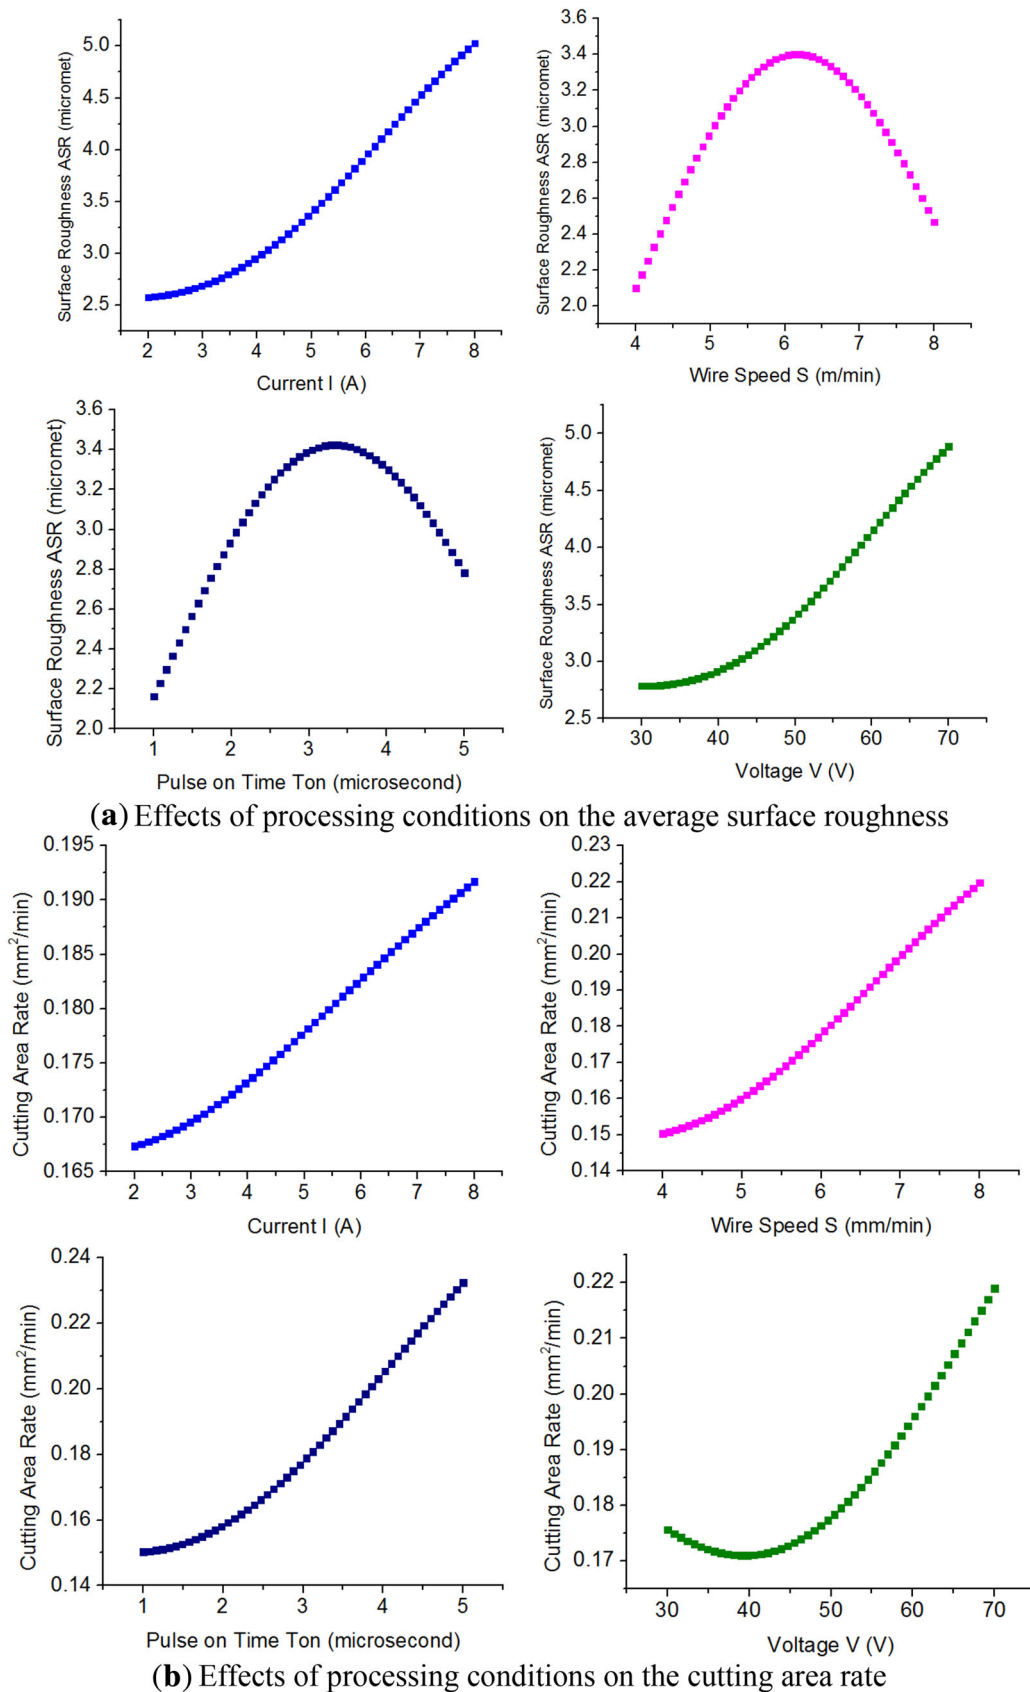 5.0
4.5
4.0
3.5
3.0
2.5
Surface Roughness ASR (micromet)
2 3 4 5 6 7 8
Current I (A)
3.6
3.4
3.0
2.8
2.6
2.4
2.2
2.0
Surface Roughness ASR (micromet)
4 5 6 7 8
Wire Speed S (m/min)
3.6
3.4
3.2
3.0
2.8
2.6
2.4
2.2
2.0
Surface Roughness ASR (micromet)
1 2 3 4 5
Pulse on Time Ton (microsecond)
5.0
4.5
4.0
3.5
3.0
2.5
Surface Roughness ASR (micromet)
30 40 50 60 70
Voltage V (V)
(a) Effects of processing conditions on the average surface roughness
0.195
0.190
0.185
0.180
0.175
0.170
0.165
Cutting Area Rate (mm²/min)
2 3 4 5 6 7 8
Current I (A)
0.23
0.22
0.21
0.20
0.19
0.18
0.17
0.16
0.15
0.14
Cutting Area Rate (mm²/min)
4 5 6 7 8
Wire Speed S (mm/min)
0.24
0.22
0.20
0.18
0.16
0.14
Cutting Area Rate (mm²/min)
1 2 3 4 5
Pulse on Time Ton (microsecond)
0.22
0.21
0.20
0.19
0.18
0.17
Cutting Area Rate (mm²/min)
30 40 50 60 70
Voltage V (V)
(b) Effects of processing conditions on the cutting area rate